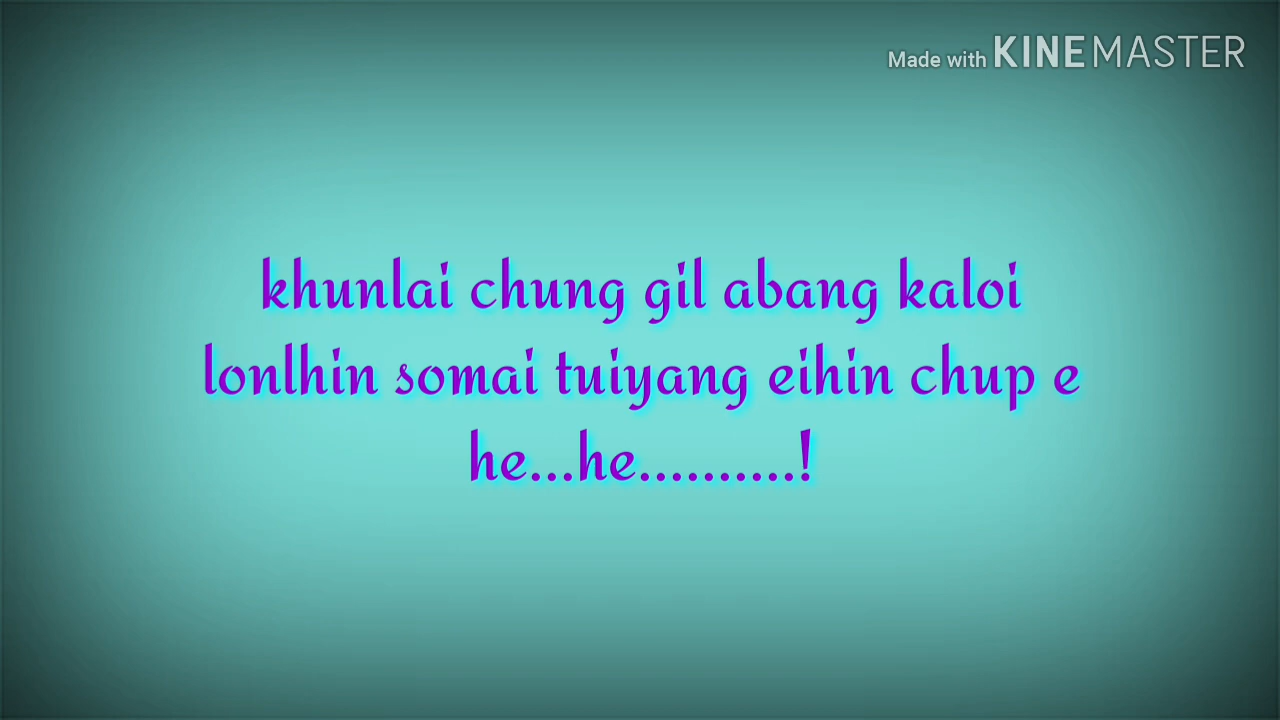 Made with KINEMASTER
khunlai chung gil abang kaloi
lonlhin somai tuiyang eihin chup e
he...he..........!